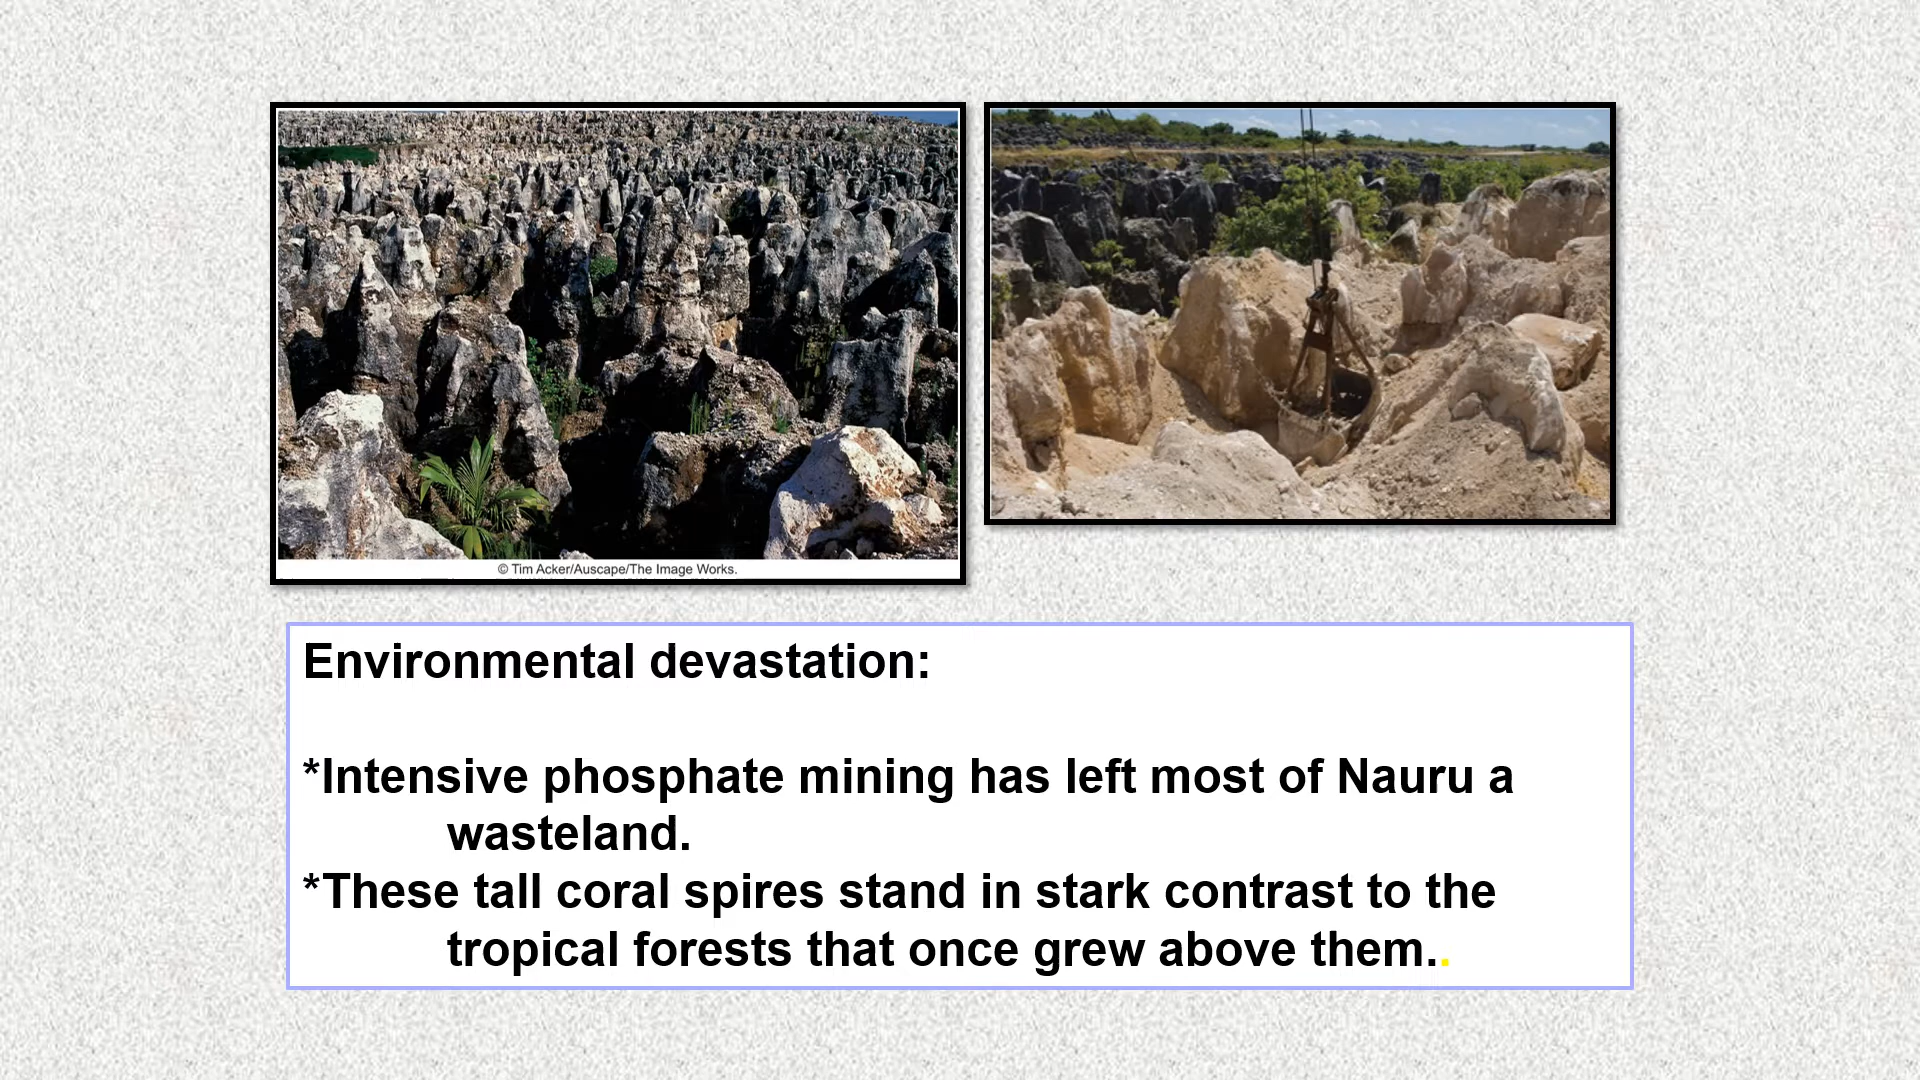 © Tim Acker/Auscape/The Image Works.
Environmental devastation:
*Intensive phosphate mining has left most of Nauru a
wasteland.
*These tall coral spires stand in stark contrast to the
tropical forests that once grew above them..